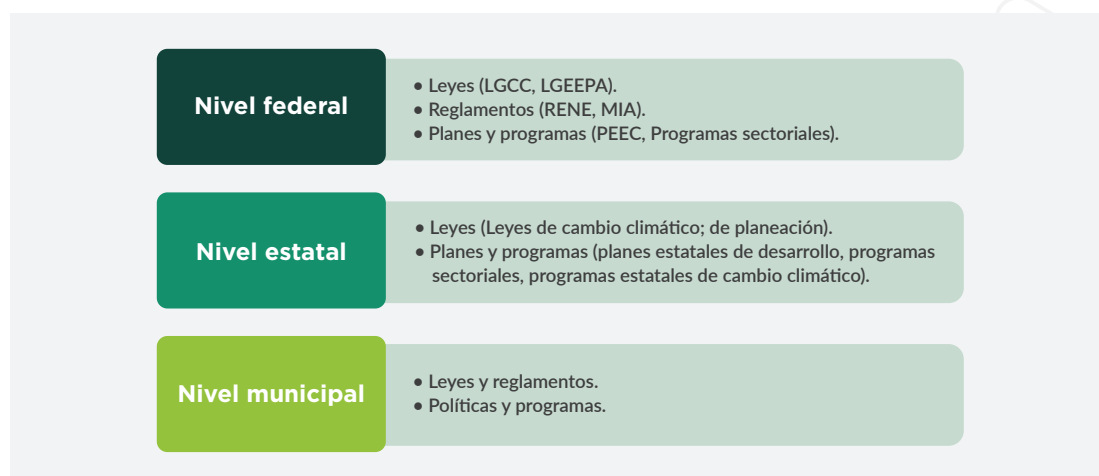 Nivel federal
• Leyes (LGCC, LGEEPA).
• Reglamentos (RENE, MIA).
• Planes y programas (PEEC, Programas sectoriales).
Nivel estatal
• Leyes (Leyes de cambio climático; de planeación).
• Planes y programas (planes estatales de desarrollo, programas
sectoriales, programas estatales de cambio climático).
Nivel municipal
• Leyes y reglamentos.
• Políticas y programas.